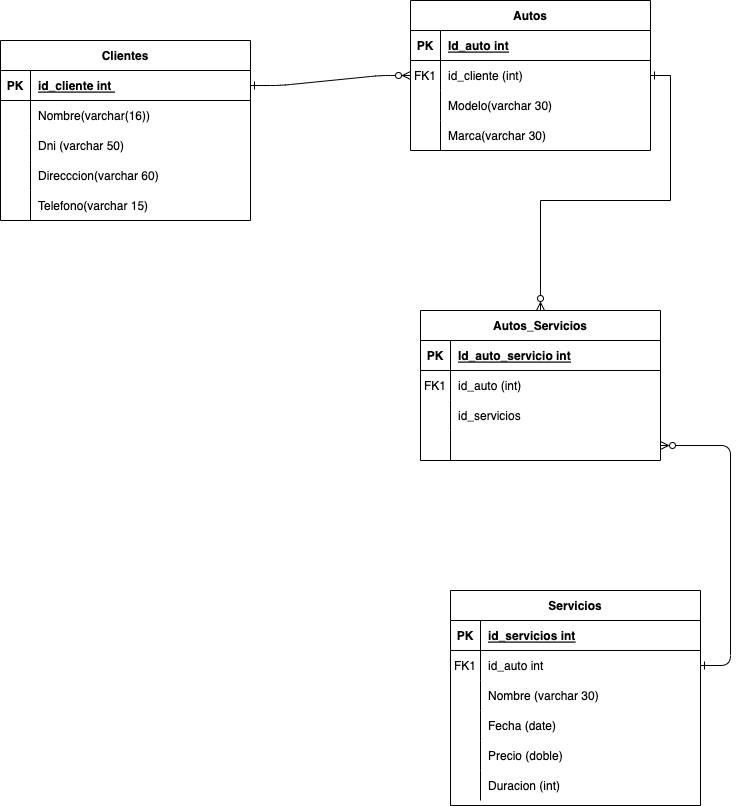 Clientes
PK id_cliente int
Nombre(varchar(16))
Dni (varchar 50)
Direcccion(varchar 60)
Telefono(varchar 15)
Autos
PK Id_auto int
FK1 id_cliente (int)
Modelo(varchar 30)
Marca(varchar 30)
Autos_Servicios
PK Id_auto_servicio int
FK1 id_auto (int)
id_servicios
Servicios
PK id_servicios int
FK1 id_auto int
Nombre (varchar 30)
Fecha (date)
Precio (doble)
Duracion (int)